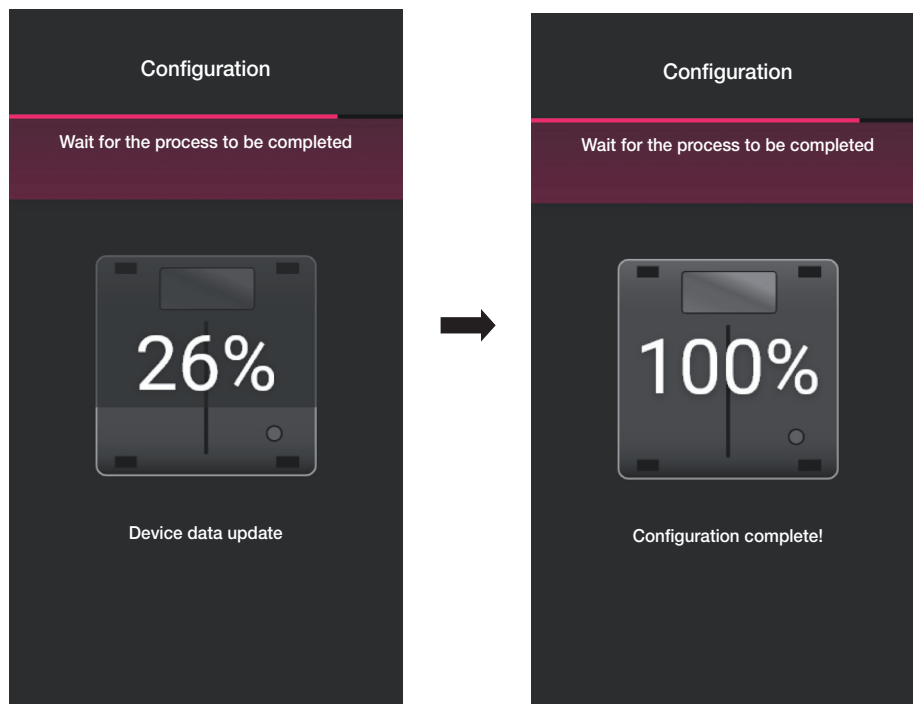 Configuration
Wait for the process to be completed
26%
Device data update
Configuration
Wait for the process to be completed
100%
Configuration complete!